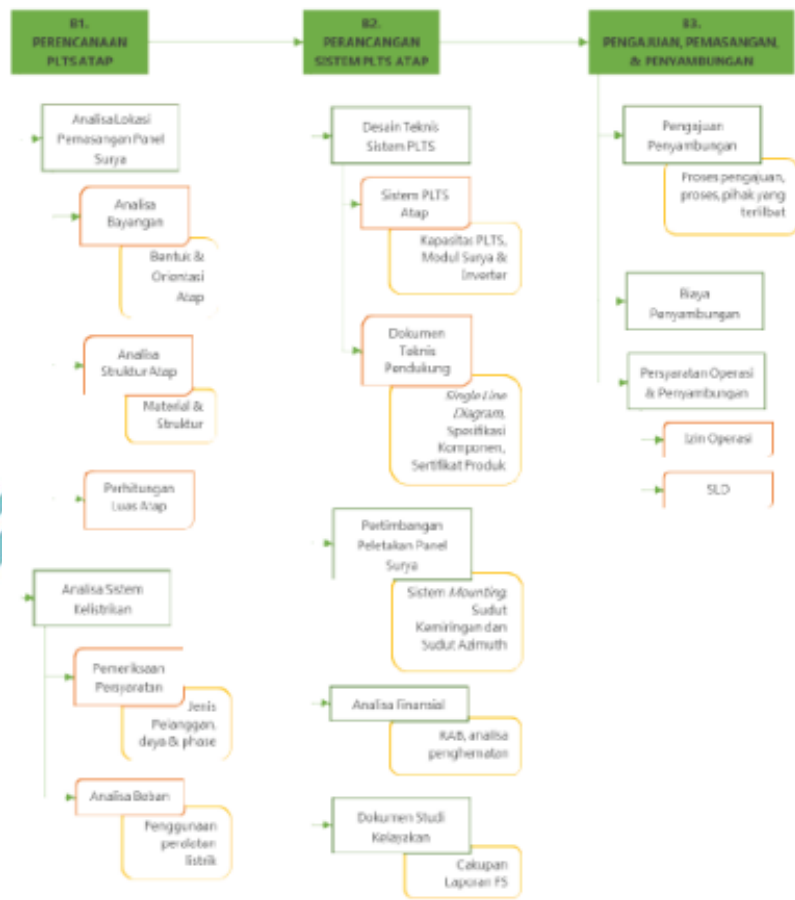 B1.
PERENCANAAN
PLTS ATAP
B2.
PERANCANGAN
SISTEM PLTS ATAP
B3.
PENGAJUAN, PEMASANGAN,
& PENYAMBUNGAN
Analisa Lokasi
Pemasangan Panel
Surya
Analisa
Bayangan
Bentuk &
Orientasi
Atap
Analisa
Struktur Atap
Material &
Struktur
Perhitungan
Luas Atap
Analisa Sistem
Kelistrikan
Pemeriksaan
Persyaratan
Jenis
Pelanggan,
daya & phase
Analisa Beban
Penggunaan
peralatan
listrik
Desain Teknis
Sistem PLTS
Sistem PLTS
Atap
Kapasitas PLTS,
Modul Surya &
Inverter
Dokumen
Teknis
Pendukung
Single Line
Diagram,
Spesifikasi
Komponen,
Sertifikat Produk
Pertimbangan
Peletakan Panel
Surya
Sistem Mounting
Sudut
Kemiringan dan
Sudut Azimuth
Analisa Finansial
RAB, analisa
penghematan
Dokumen Studi
Kelayakan
Cakupan
Laporan FS
Pengajuan
Penyambungan
Proses pengajuan,
proses, pihak yang
terlibat
Biaya
Penyambungan
Persyaratan Operasi
& Penyambungan
Izin Operasi
SLO